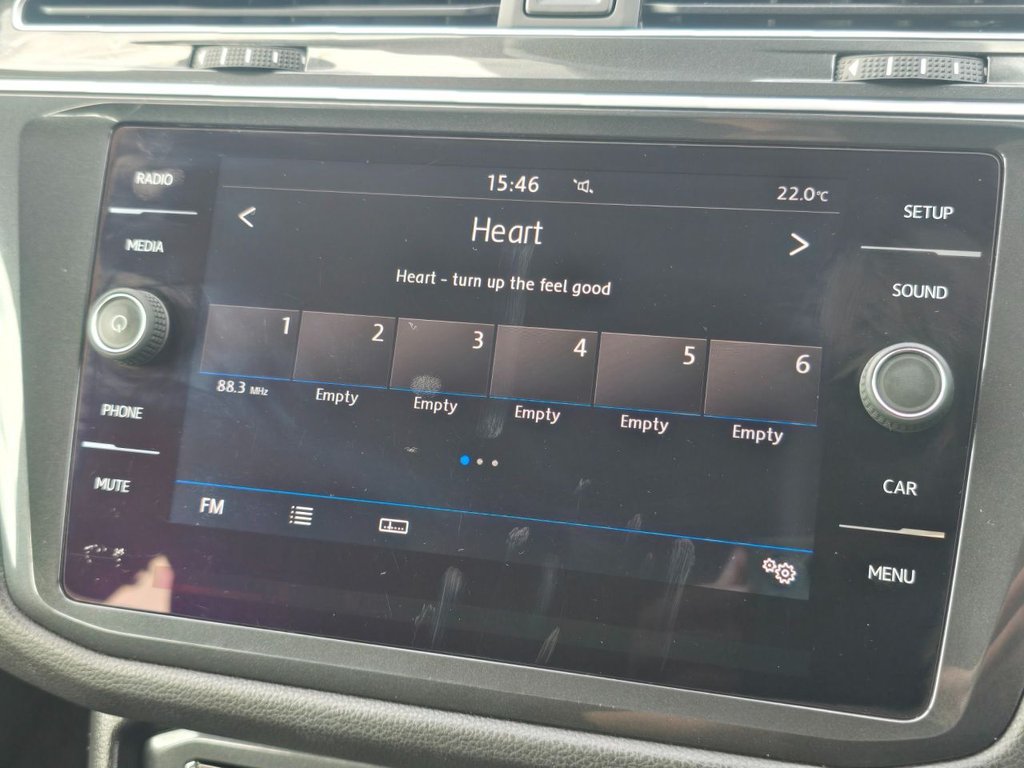 RADIO
MEDIA
PHONE
MUTE
15:46
22.0°C
<
Heart
>
Heart - turn up the feel good
1
2
3
4
5
6
88.3 MHz
Empty
Empty
Empty
Empty
Empty
FM
SETUP
SOUND
CAR
MENU